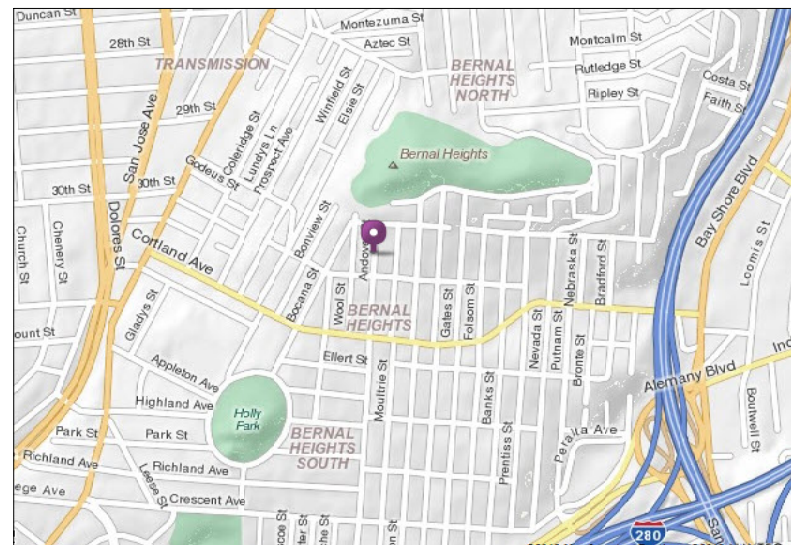 Duncan St
Montezuma St
Aztec St
28th St
TRANSMISSION
BERNAL
HEIGHTS
NORTH
Montcalm St
Rutledge St
Ripley St
Costa St
Faith St
Winfield St
Elsie St
San Jose Ave
29th St
Coleridge St
Lundys Ln
Prospect Ave
Godeus St
Bernal Heights
30th St
30th St
Dolores St
Church St
Chenery St
Cortland Ave
Bonview St
Bocana St
Bay Shore Blvd
Loomis St
Nebraska St
Bradford St
Wool St
BERNAL
HEIGHTS
Gates St
Folsom St
Gladys St
Nevada St
Putnam St
Bronte St
Ellert St
Moultrie St
Appleton Ave
Highland Ave
Holly
Park
Banks St
Prentiss St
Peralta Ave
Alemany Blvd
Boutwell St
Park St
Park St
BERNAL
HEIGHTS
SOUTH
Richland Ave
Richland Ave
Leese St
Crescent Ave
280